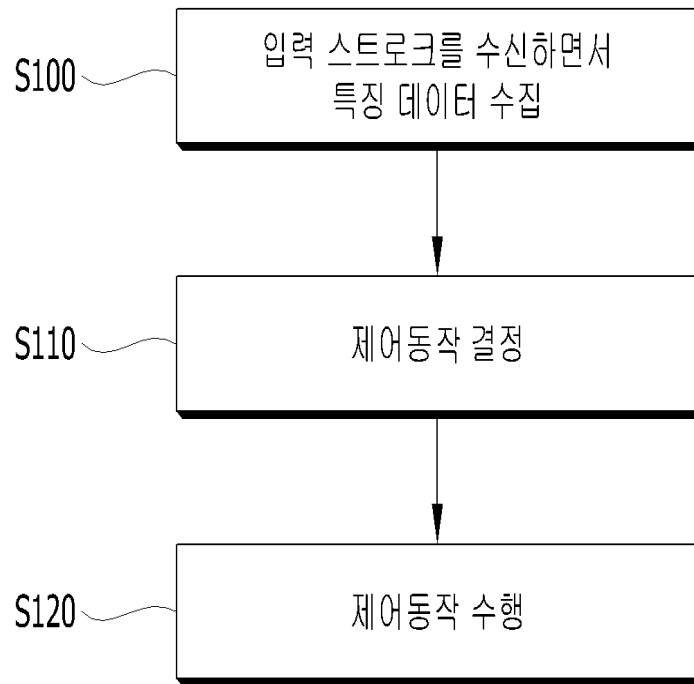 S100
입력 스트로크를 수신하면서
특징 데이터 수집
S110
제어동작 결정
S120
제어동작 수행